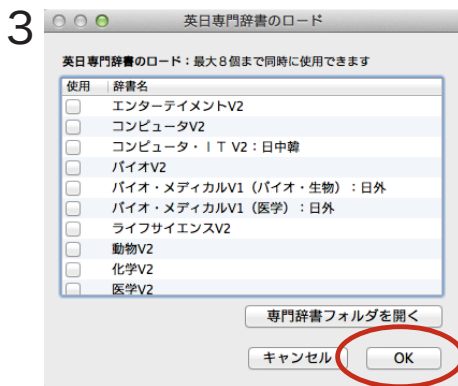 3
英日専門辞書のロード
英日専門辞書のロード：最大８個まで同時に使用できます
使用 辞書名
エンターテイメントV2
コンピュータV2
コンピュータ・ＩＴ V2：日中韓
バイオV2
バイオ・メディカルV1（バイオ・生物）：日外
バイオ・メディカルV1（医学）：日外
ライフサイエンスV2
動物V2
化学V2
医学V2
専門辞書フォルダを開く
キャンセル OK